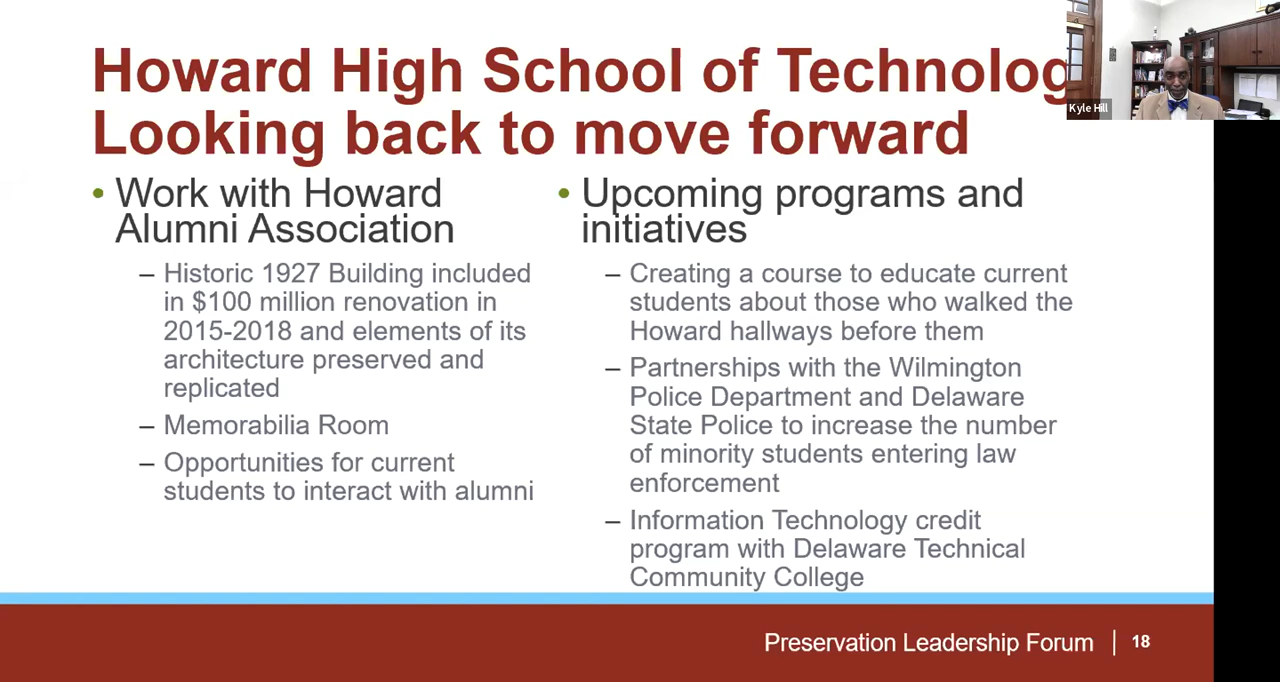 Howard High School of Technolog
Looking back to move forward
Kyle Hill
• Work with Howard
Alumni Association
– Historic 1927 Building included
in $100 million renovation in
2015-2018 and elements of its
architecture preserved and
replicated
– Memorabilia Room
– Opportunities for current
students to interact with alumni
• Upcoming programs and
initiatives
– Creating a course to educate current
students about those who walked the
Howard hallways before them
– Partnerships with the Wilmington
Police Department and Delaware
State Police to increase the number
of minority students entering law
enforcement
– Information Technology credit
program with Delaware Technical
Community College
Preservation Leadership Forum | 18